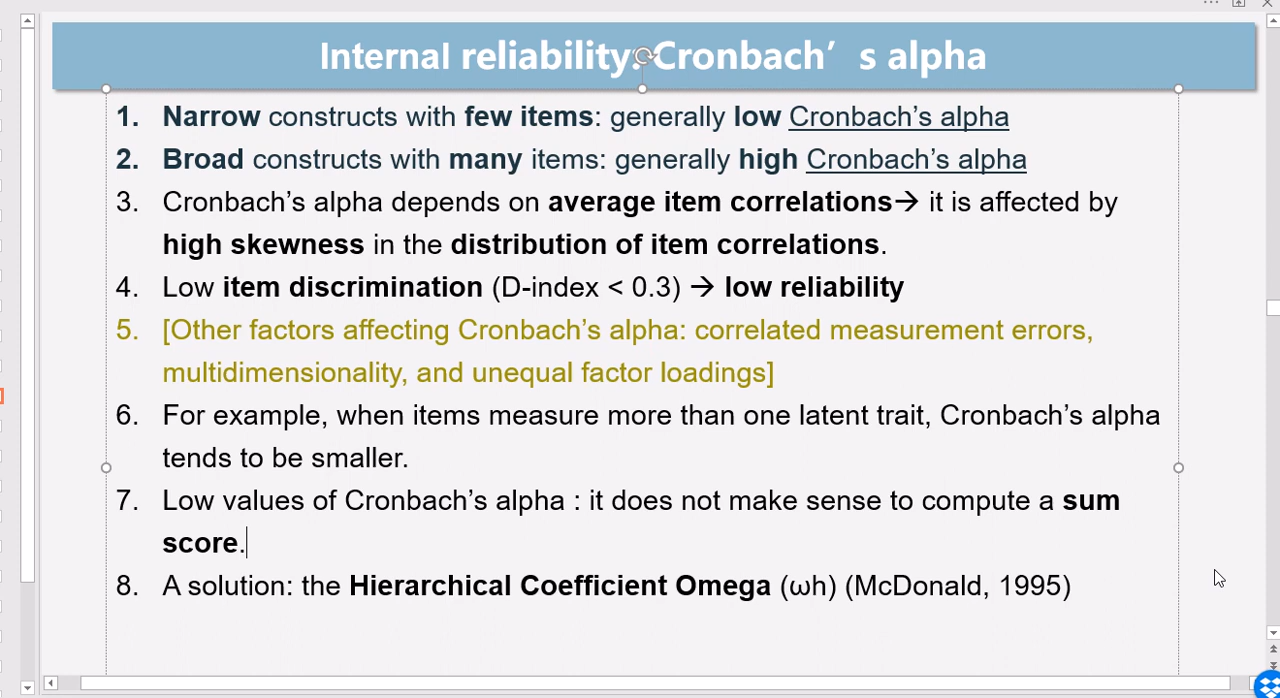 Internal reliability: Cronbach’s alpha
1. Narrow constructs with few items: generally low Cronbach’s alpha
2. Broad constructs with many items: generally high Cronbach’s alpha
3. Cronbach’s alpha depends on average item correlations→ it is affected by
high skewness in the distribution of item correlations.
4. Low item discrimination (D-index < 0.3) → low reliability
5. [Other factors affecting Cronbach’s alpha: correlated measurement errors,
multidimensionality, and unequal factor loadings]
6. For example, when items measure more than one latent trait, Cronbach’s alpha
tends to be smaller.
7. Low values of Cronbach’s alpha : it does not make sense to compute a sum
score.
8. A solution: the Hierarchical Coefficient Omega (ωh) (McDonald, 1995)